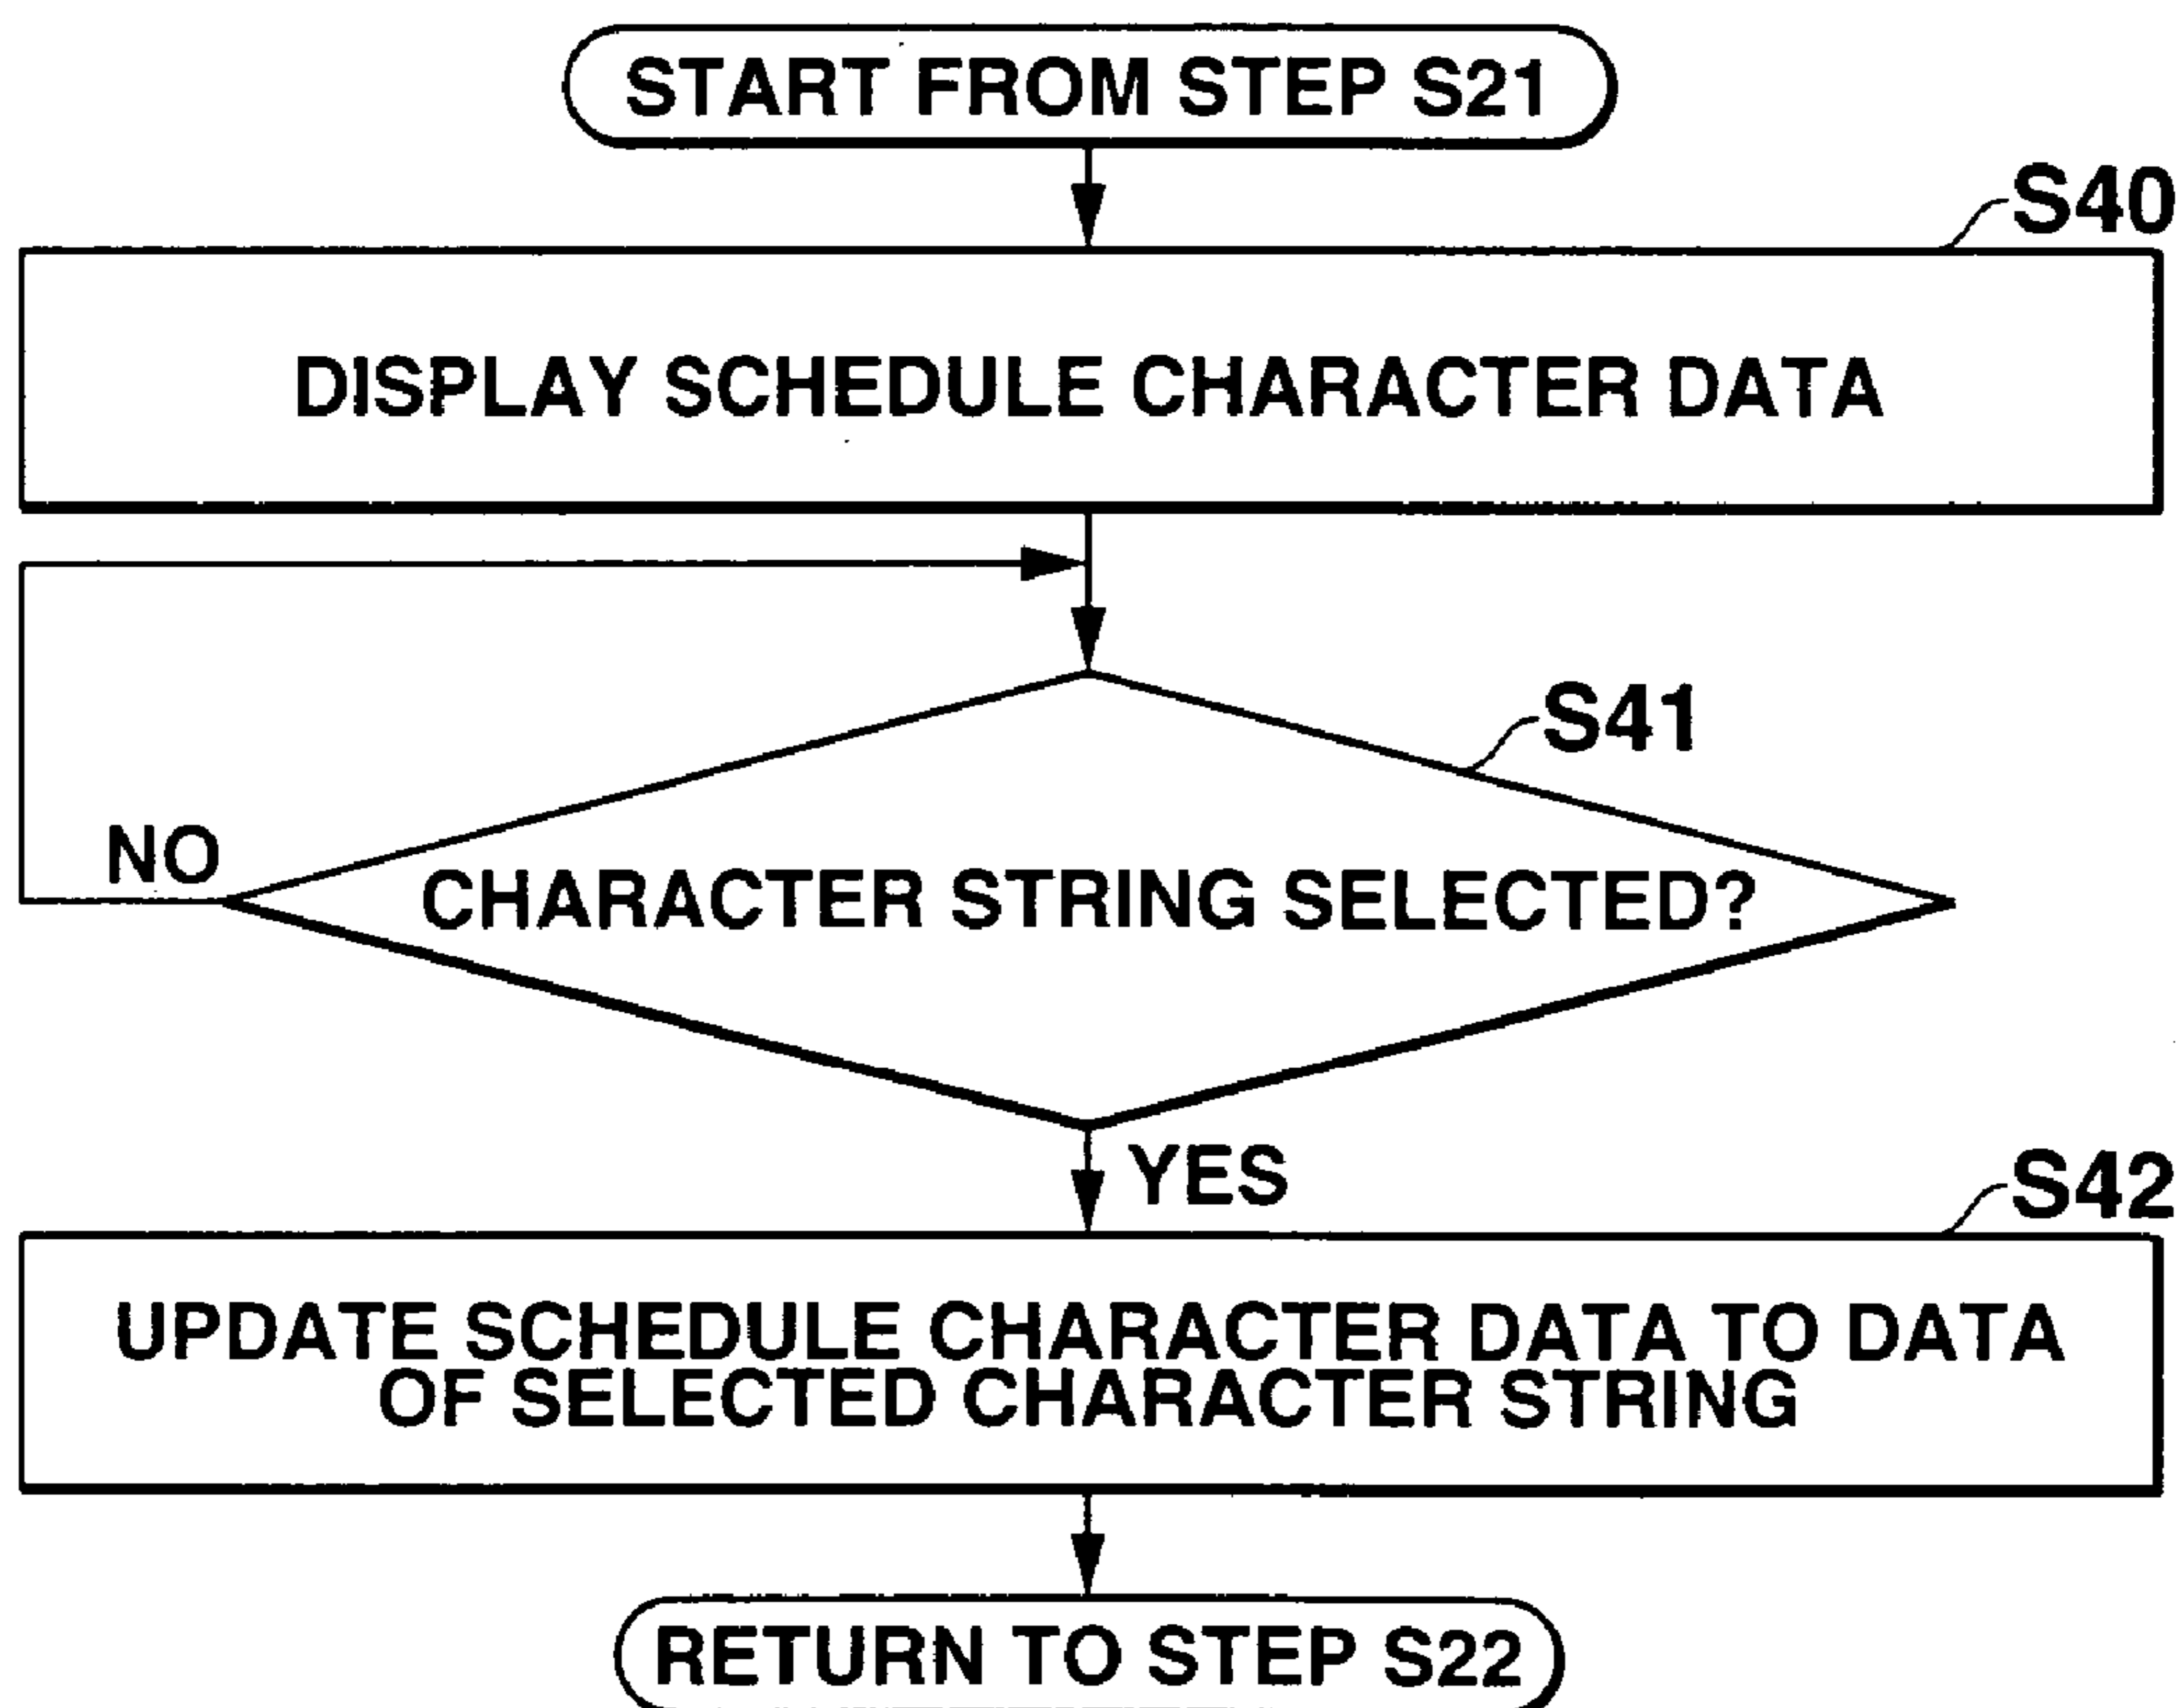 START FROM STEP S21
S40
DISPLAY SCHEDULE CHARACTER DATA
S41
NO
CHARACTER STRING SELECTED?
YES
S42
UPDATE SCHEDULE CHARACTER DATA TO DATA
OF SELECTED CHARACTER STRING
RETURN TO STEP S22